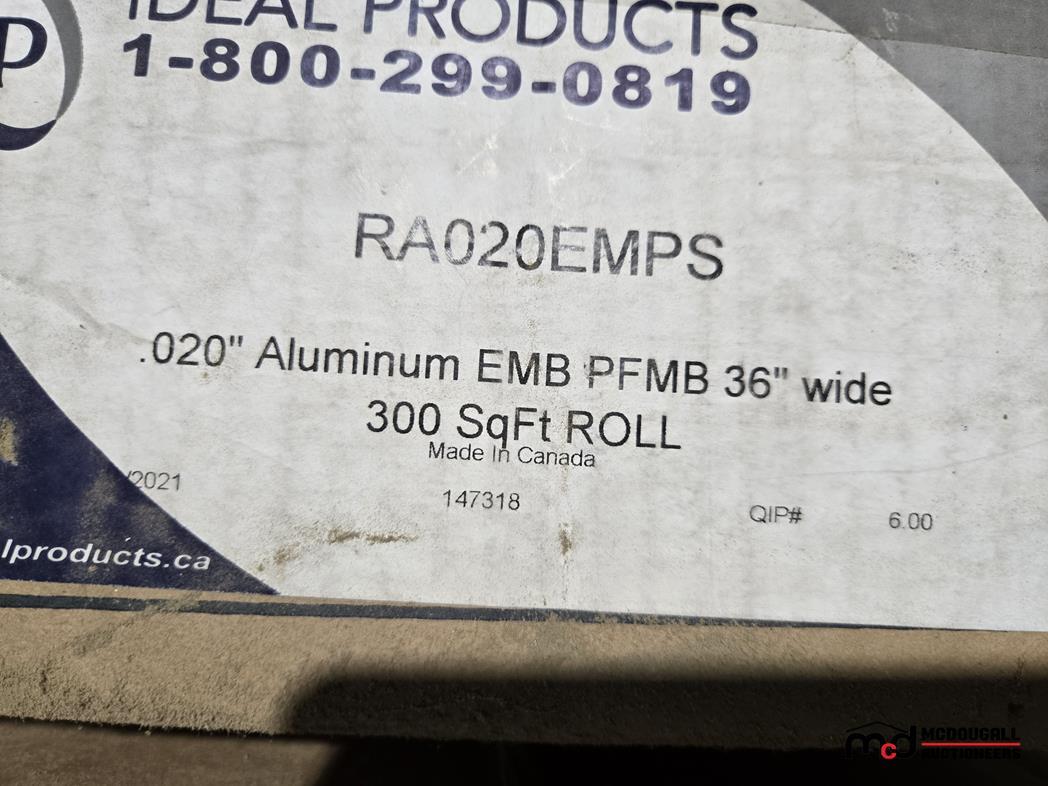 IDEAL PRODUCTS
1-800-299-0819
RA020EMPS
.020" Aluminum EMB PFMB 36" wide
300 SqFt ROLL
Made In Canada
/2021
147318
QIP# 6.00
lproducts.ca
mcd MCDOUGALL
AUCTIONEERS